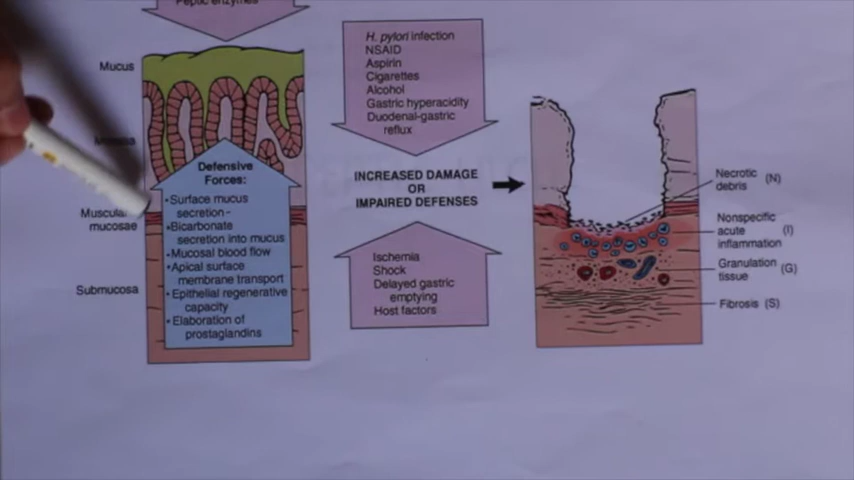 Peptic enzymes
Mucus
Mucosa
Muscularis
mucosae
Submucosa
Defensive
Forces:
•Surface mucus
secretion-
•Bicarbonate
secretion into mucus
•Mucosal blood flow
•Apical surface
membrane transport
•Epithelial regenerative
capacity
•Elaboration of
prostaglandins
H. pylori infection
NSAID
Aspirin
Cigarettes
Alcohol
Gastric hyperacidity
Duodenal-gastric
reflux
INCREASED DAMAGE
OR
IMPAIRED DEFENSES
Ischemia
Shock
Delayed gastric
emptying
Host factors
Necrotic
debris (N)
Nonspecific
acute
inflammation (I)
Granulation
tissue (G)
Fibrosis (S)